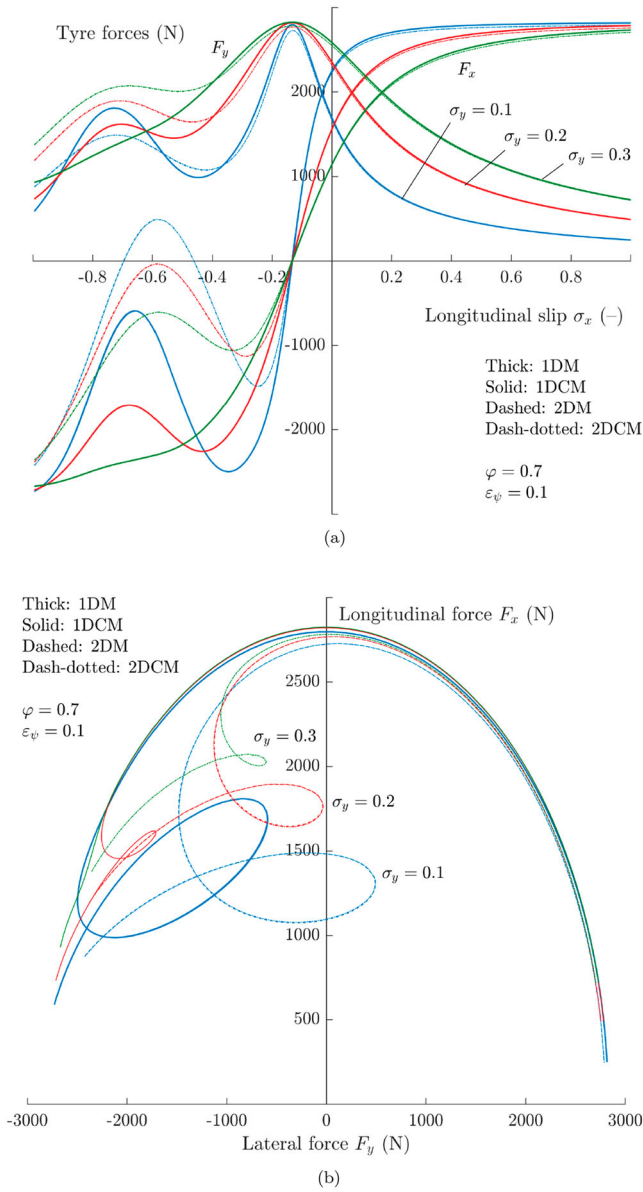 Tyre forces (N)
F_y
F_x
2000
1000
-1000
-2000
σ_y = 0.1
σ_y = 0.2
σ_y = 0.3
-0.8
-0.6
-0.4
-0.2
0.2
0.4
0.6
0.8
Longitudinal slip σ_x (–)
Thick: 1DM
Solid: 1DCM
Dashed: 2DM
Dash-dotted: 2DCM
φ = 0.7
ε_ψ = 0.1
(a)
Thick: 1DM
Solid: 1DCM
Dashed: 2DM
Dash-dotted: 2DCM
φ = 0.7
ε_ψ = 0.1
Longitudinal force F_x (N)
2500
2000
1500
1000
500
σ_y = 0.3
σ_y = 0.2
σ_y = 0.1
-3000
-2000
-1000
0
1000
2000
3000
Lateral force F_y (N)
(b)